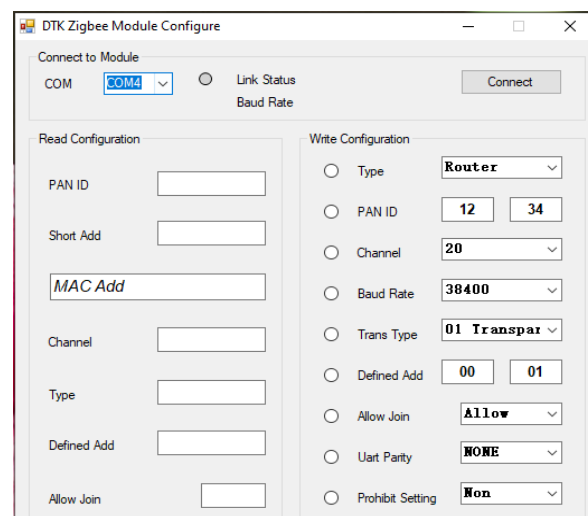 DTK Zigbee Module Configure
Connect to Module
COM COM4 Link Status Connect
Baud Rate
Read Configuration
PAN ID
Short Add
MAC Add
Channel
Type
Defined Add
Allow Join
Write Configuration
Type Router
PAN ID 12 34
Channel 20
Baud Rate 38400
Trans Type 01 Transpar
Defined Add 00 01
Allow Join Allow
Uart Parity NONE
Prohibit Setting Non